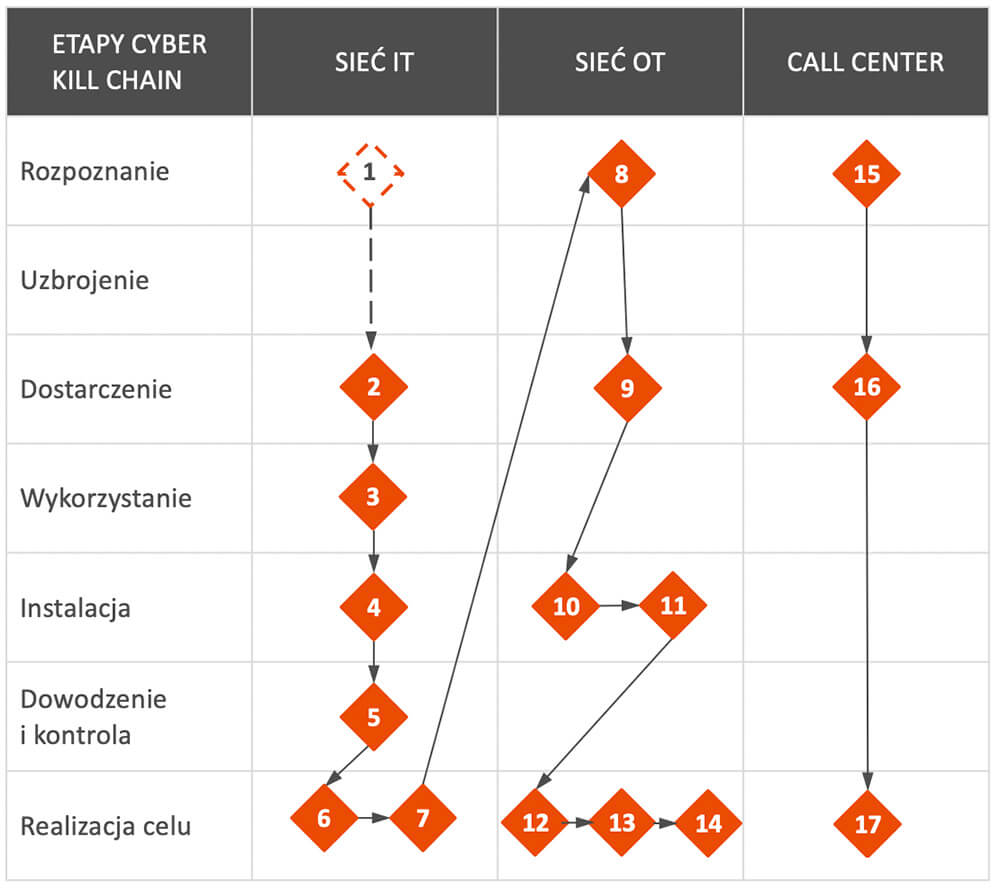 ETAPY CYBER
KILL CHAIN
SIEĆ IT
SIEĆ OT
CALL CENTER
Rozpoznanie
1
8
15
Uzbrojenie
Dostarczenie
2
9
16
Wykorzystanie
3
Instalacja
4
10
11
Dowodzenie
i kontrola
5
Realizacja celu
6
7
12
13
14
17